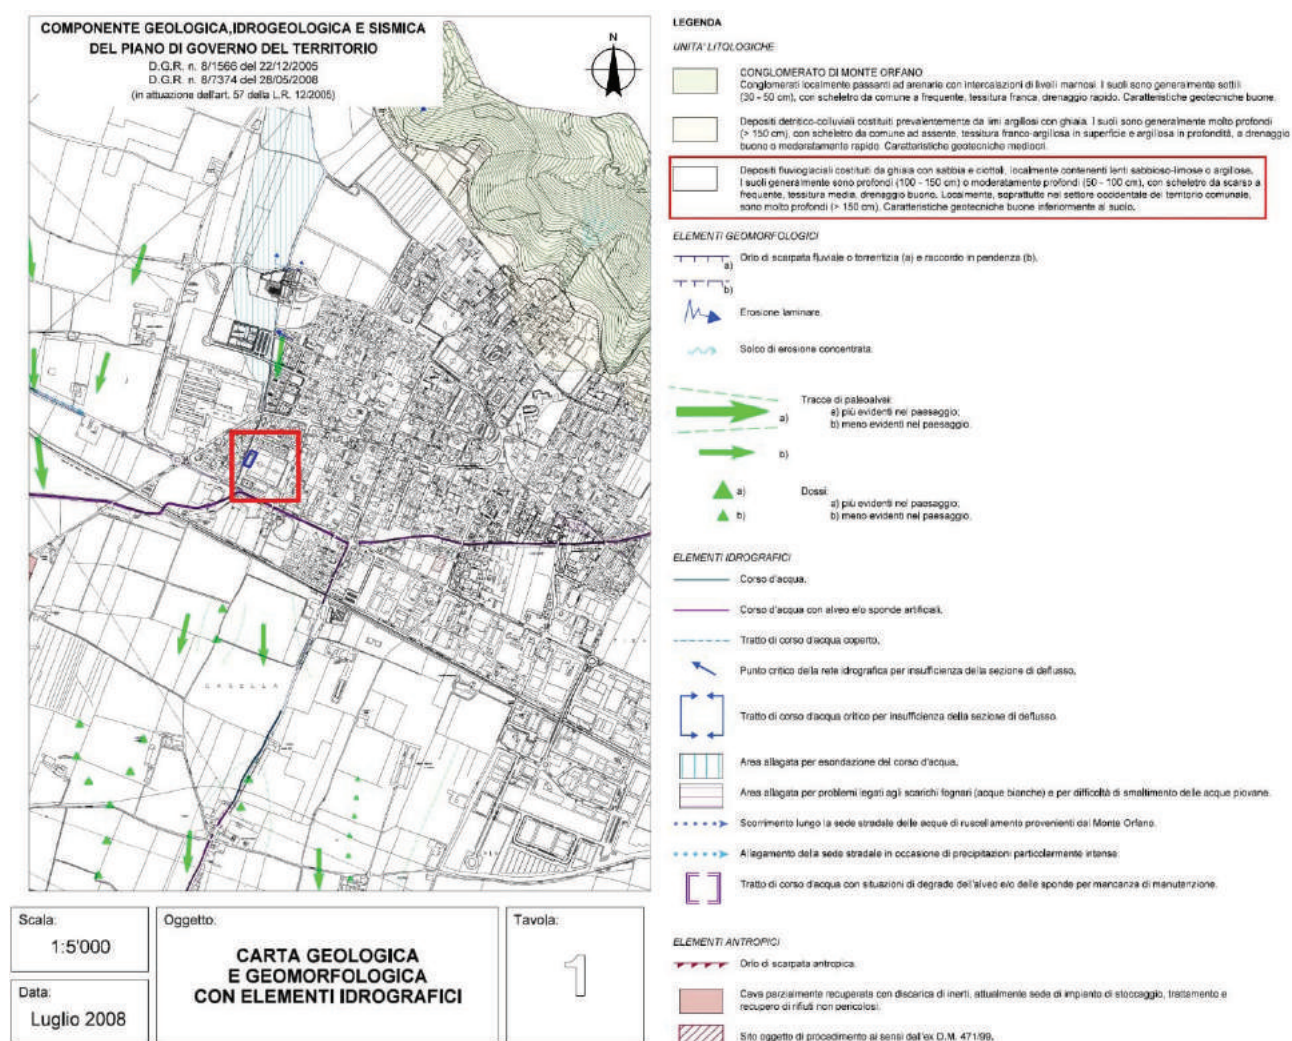 COMPONENTE GEOLOGICA,IDROGEOLOGICA E SISMICA
DEL PIANO DI GOVERNO DEL TERRITORIO
D.G.R. n. 8/1566 del 22/12/2005
D.G.R. n. 8/7374 del 28/05/2008
(in attuazione dell'art. 57 della L.R. 12/2005)
N
LEGENDA
UNITA' LITOLOGICHE
CONGLOMERATO DI MONTE ORFANO
Conglomerati localmente passanti ad arenarie con intercalazioni di livelli marnosi. I suoli sono generalmente sottili
(30 - 50 cm), con scheletro da comune a frequente, tessitura franca, drenaggio rapido. Caratteristiche geotecniche buone.
Depositi detritico-colluviali costituiti prevalentemente da limi argillosi con ghiaia. I suoli sono generalmente molto profondi
(> 150 cm), con scheletro da comune ad assente, tessitura franco-argillosa in superficie e argillosa in profondità, a drenaggio
buono o moderatamente rapido. Caratteristiche geotecniche mediocri.
Depositi fluvioglaciali costituiti da ghiaia con sabbia e ciottoli, localmente contenenti lenti sabbioso-limose o argillose.
I suoli generalmente sono profondi (100 - 150 cm) o moderatamente profondi (50 - 100 cm), con scheletro da scarso a
frequente, tessitura media, drenaggio buono. Localmente, soprattutto nel settore occidentale del territorio comunale,
sono molto profondi (> 150 cm). Caratteristiche geotecniche buone inferiormente al suolo.
ELEMENTI GEOMORFOLOGICI
a) Orlo di scarpata fluviale o torrentizia (a) e raccordo in pendenza (b).
b)
Erosione laminare.
Solco di erosione concentrata.
Tracce di paleoalvei:
a) a) più evidenti nel paesaggio;
b) meno evidenti nel paesaggio.
b)
a) Dossi:
a) più evidenti nel paesaggio;
b) b) meno evidenti nel paesaggio.
ELEMENTI IDROGRAFICI
Corso d'acqua.
Corso d'acqua con alveo e/o sponde artificiali.
Tratto di corso d'acqua coperto.
Punto critico della rete idrografica per insufficienza della sezione di deflusso.
Tratto di corso d'acqua critico per insufficienza della sezione di deflusso.
Area allagata per esondazione del corso d'acqua.
Area allagata per problemi legati agli scarichi fognari (acque bianche) e per difficoltà di smaltimento delle acque piovane.
Scorrimento lungo la sede stradale delle acque di ruscellamento provenienti dal Monte Orfano.
Allagamento della sede stradale in occasione di precipitazioni particolarmente intense.
Tratto di corso d'acqua con situazioni di degrado dell'alveo e/o delle sponde per mancanza di manutenzione.
ELEMENTI ANTROPICI
Orlo di scarpata antropica.
Cava parzialmente recuperata con discarica di inerti, attualmente sede di impianto di stoccaggio, trattamento e
recupero di rifiuti non pericolosi.
Sito oggetto di procedimento ai sensi dell'ex D.M. 471/99.
Scala:
1:5'000
Data:
Luglio 2008
Oggetto:
CARTA GEOLOGICA
E GEOMORFOLOGICA
CON ELEMENTI IDROGRAFICI
Tavola:
1